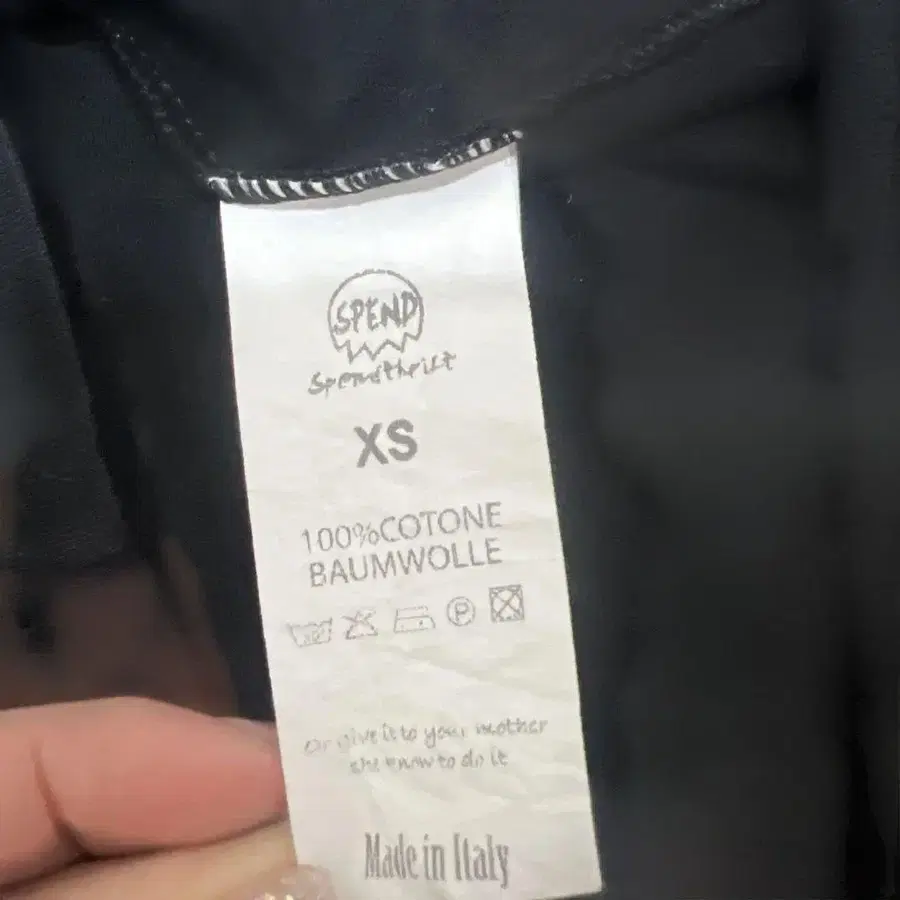 SPEND
Spendthrift
XS
100%COTONE
BAUMWOLLE
P
Or give it to your mother
she know to do it
Made in Italy